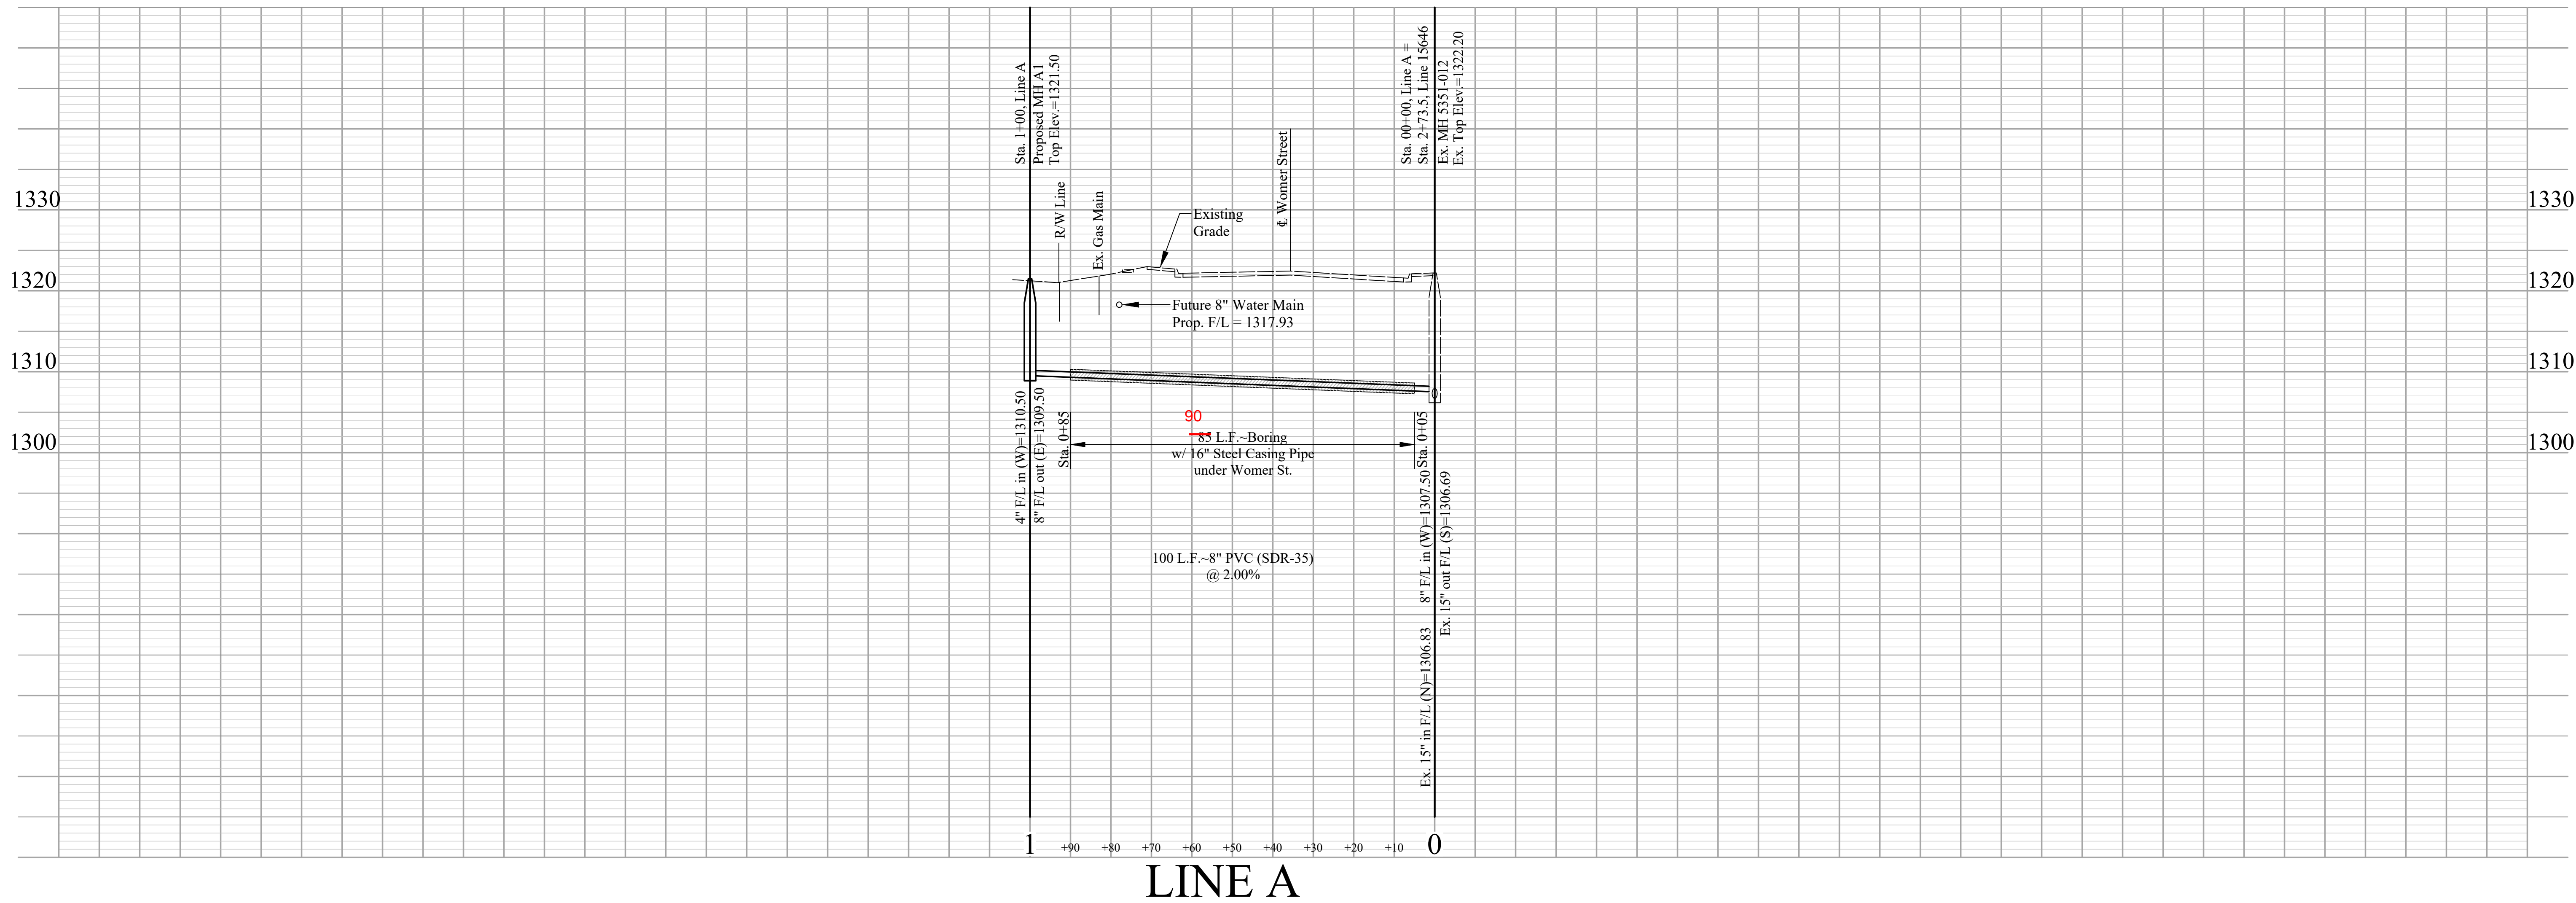 Sta. 1+00, Line A
Proposed MH A1
Top Elev.=1321.50
Sta. 00+00, Line A =
Sta. 2+73.5, Line 15646
Ex. MH 5351-012
Ex. Top Elev.=1322.20
R/W Line
Ex. Gas Main
Existing
Grade
℄ Womer Street
1330
1330
1320
1320
Future 8" Water Main
Prop. F/L = 1317.93
1310
1310
4" F/L in (W)=1310.50
8" F/L out (E)=1309.50
Sta. 0+85
90
85 L.F.~Boring
w/ 16" Steel Casing Pipe
under Womer St.
Sta. 0+05
1300
1300
8" F/L in (W)=1307.50
Ex. 15" out F/L (S)=1306.69
100 L.F.~8" PVC (SDR-35)
@ 2.00%
Ex. 15" in F/L (N)=1306.83
1 +90 +80 +70 +60 +50 +40 +30 +20 +10 0
LINE A